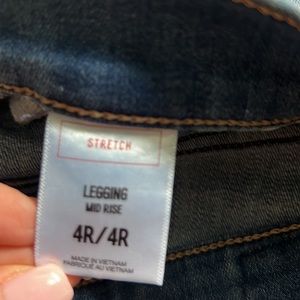 STRETCH
LEGGING
MID RISE
4R/4R
MADE IN VIETNAM
FABRIQUÉ AU VIETNAM